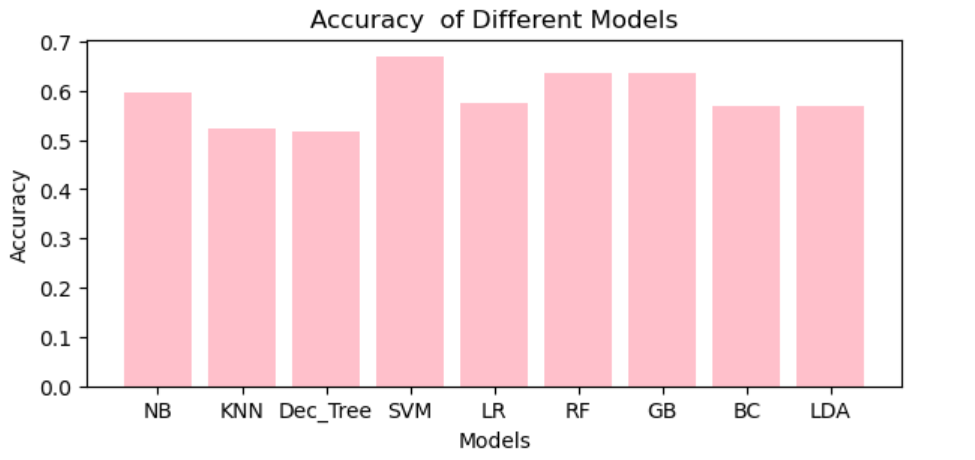 Accuracy  of Different Models
0.7
0.6
0.5
0.4
0.3
0.2
0.1
0.0
Accuracy
NB KNN Dec_Tree SVM LR RF GB BC LDA
Models